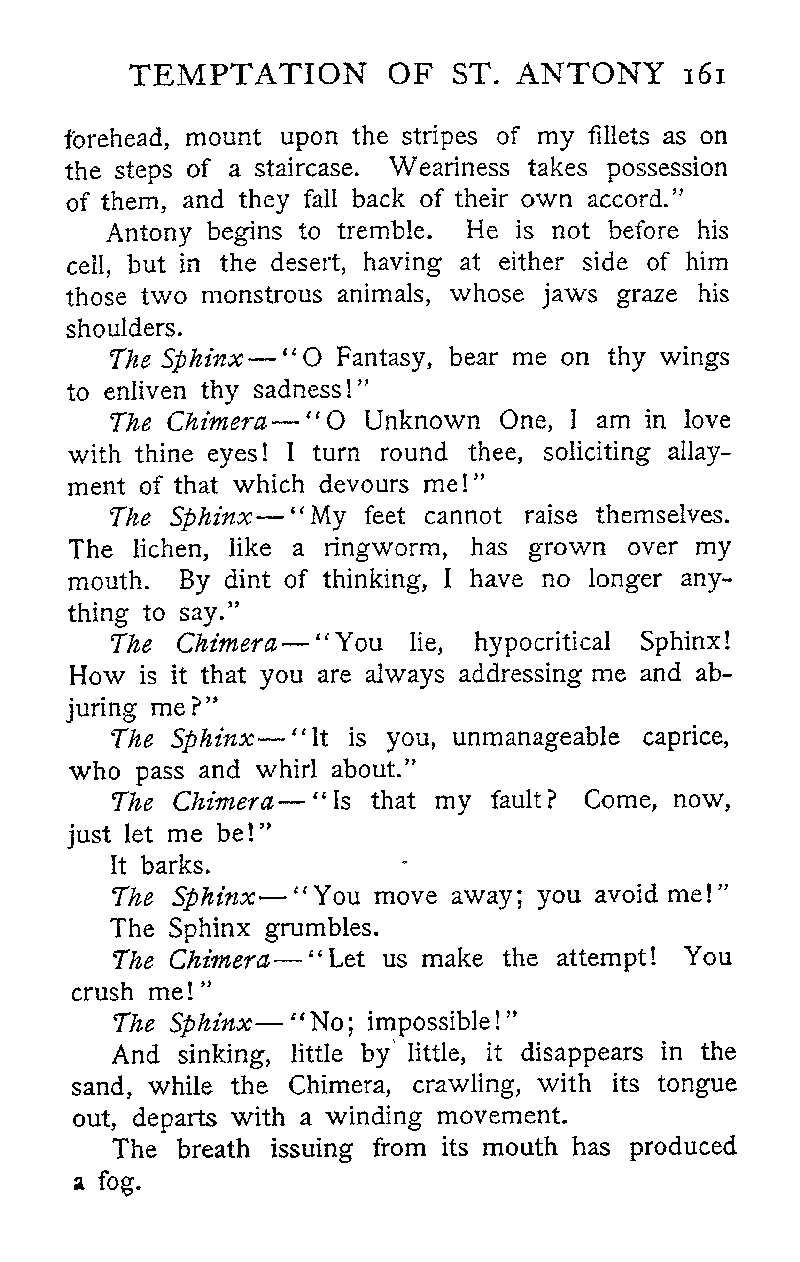 TEMPTATION OF ST. ANTONY 161
forehead, mount upon the stripes of my fillets as on
the steps of a staircase. Weariness takes possession
of them, and they fall back of their own accord."
Antony begins to tremble. He is not before his
cell, but in the desert, having at either side of him
those two monstrous animals, whose jaws graze his
shoulders.
The Sphinx—"O Fantasy, bear me on thy wings
to enliven thy sadness!"
The Chimera—"O Unknown One, I am in love
with thine eyes! I turn round thee, soliciting allay-
ment of that which devours me!"
The Sphinx—"My feet cannot raise themselves.
The lichen, like a ringworm, has grown over my
mouth. By dint of thinking, I have no longer any-
thing to say."
The Chimera—"You lie, hypocritical Sphinx!
How is it that you are always addressing me and ab-
juring me?"
The Sphinx—"It is you, unmanageable caprice,
who pass and whirl about."
The Chimera—"Is that my fault? Come, now,
just let me be!"
It barks.
The Sphinx—"You move away; you avoid me!"
The Sphinx grumbles.
The Chimera—"Let us make the attempt! You
crush me!"
The Sphinx—"No; impossible!"
And sinking, little by little, it disappears in the
sand, while the Chimera, crawling, with its tongue
out, departs with a winding movement.
The breath issuing from its mouth has produced
a fog.